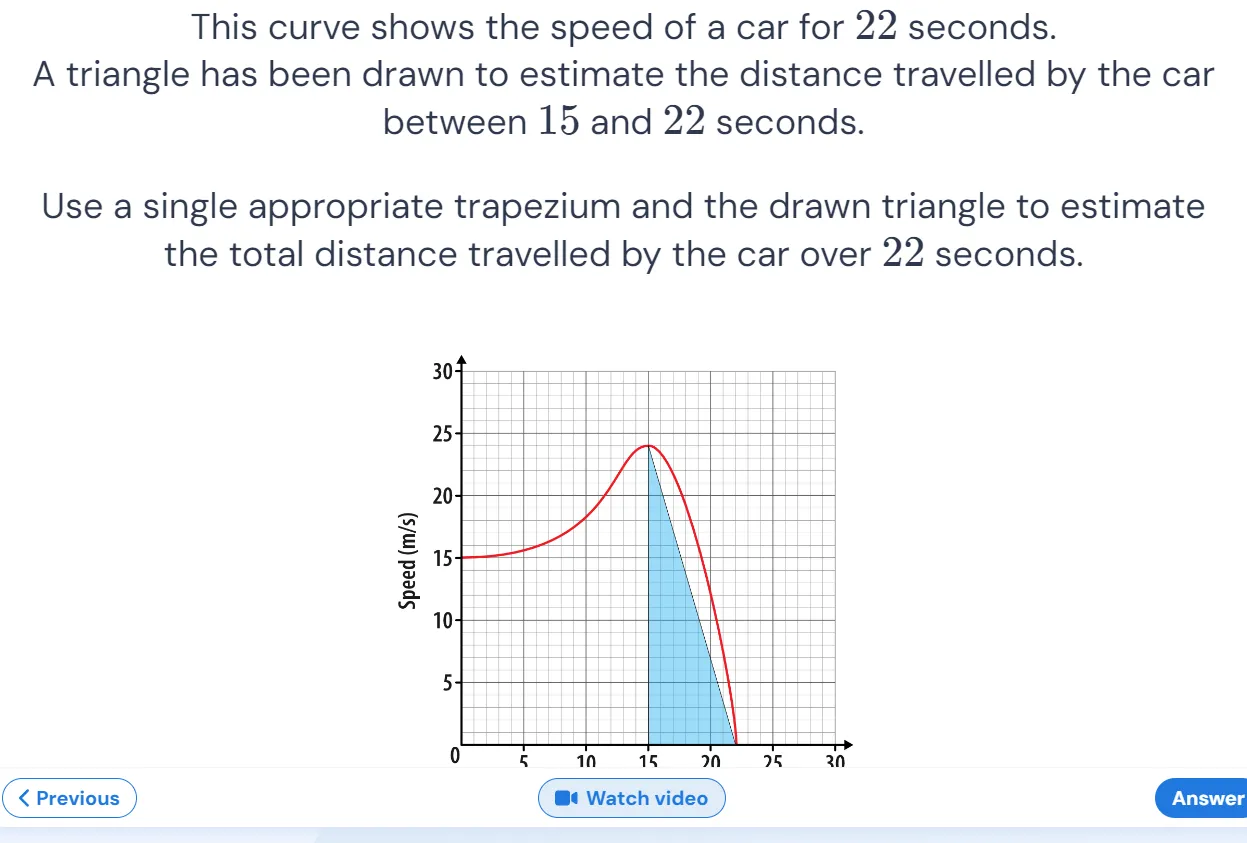 This curve shows the speed of a car for 22 seconds.
A triangle has been drawn to estimate the distance travelled by the car
between 15 and 22 seconds.
Use a single appropriate trapezium and the drawn triangle to estimate
the total distance travelled by the car over 22 seconds.
30
25
20
15
10
5
Speed (m/s)
0 5 10 15 20 25 30
Previous
Watch video
Answer